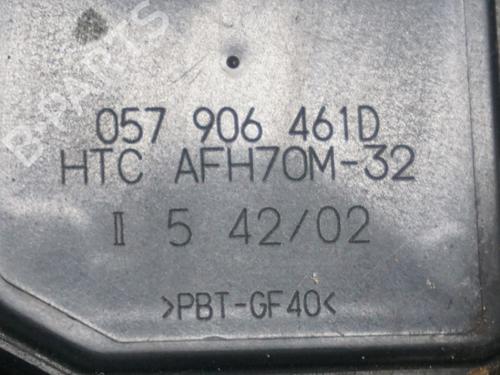 B-PARTS
057 906 461D
HTC AFH70M-32
II 5 42/02
>PBT-GF40<